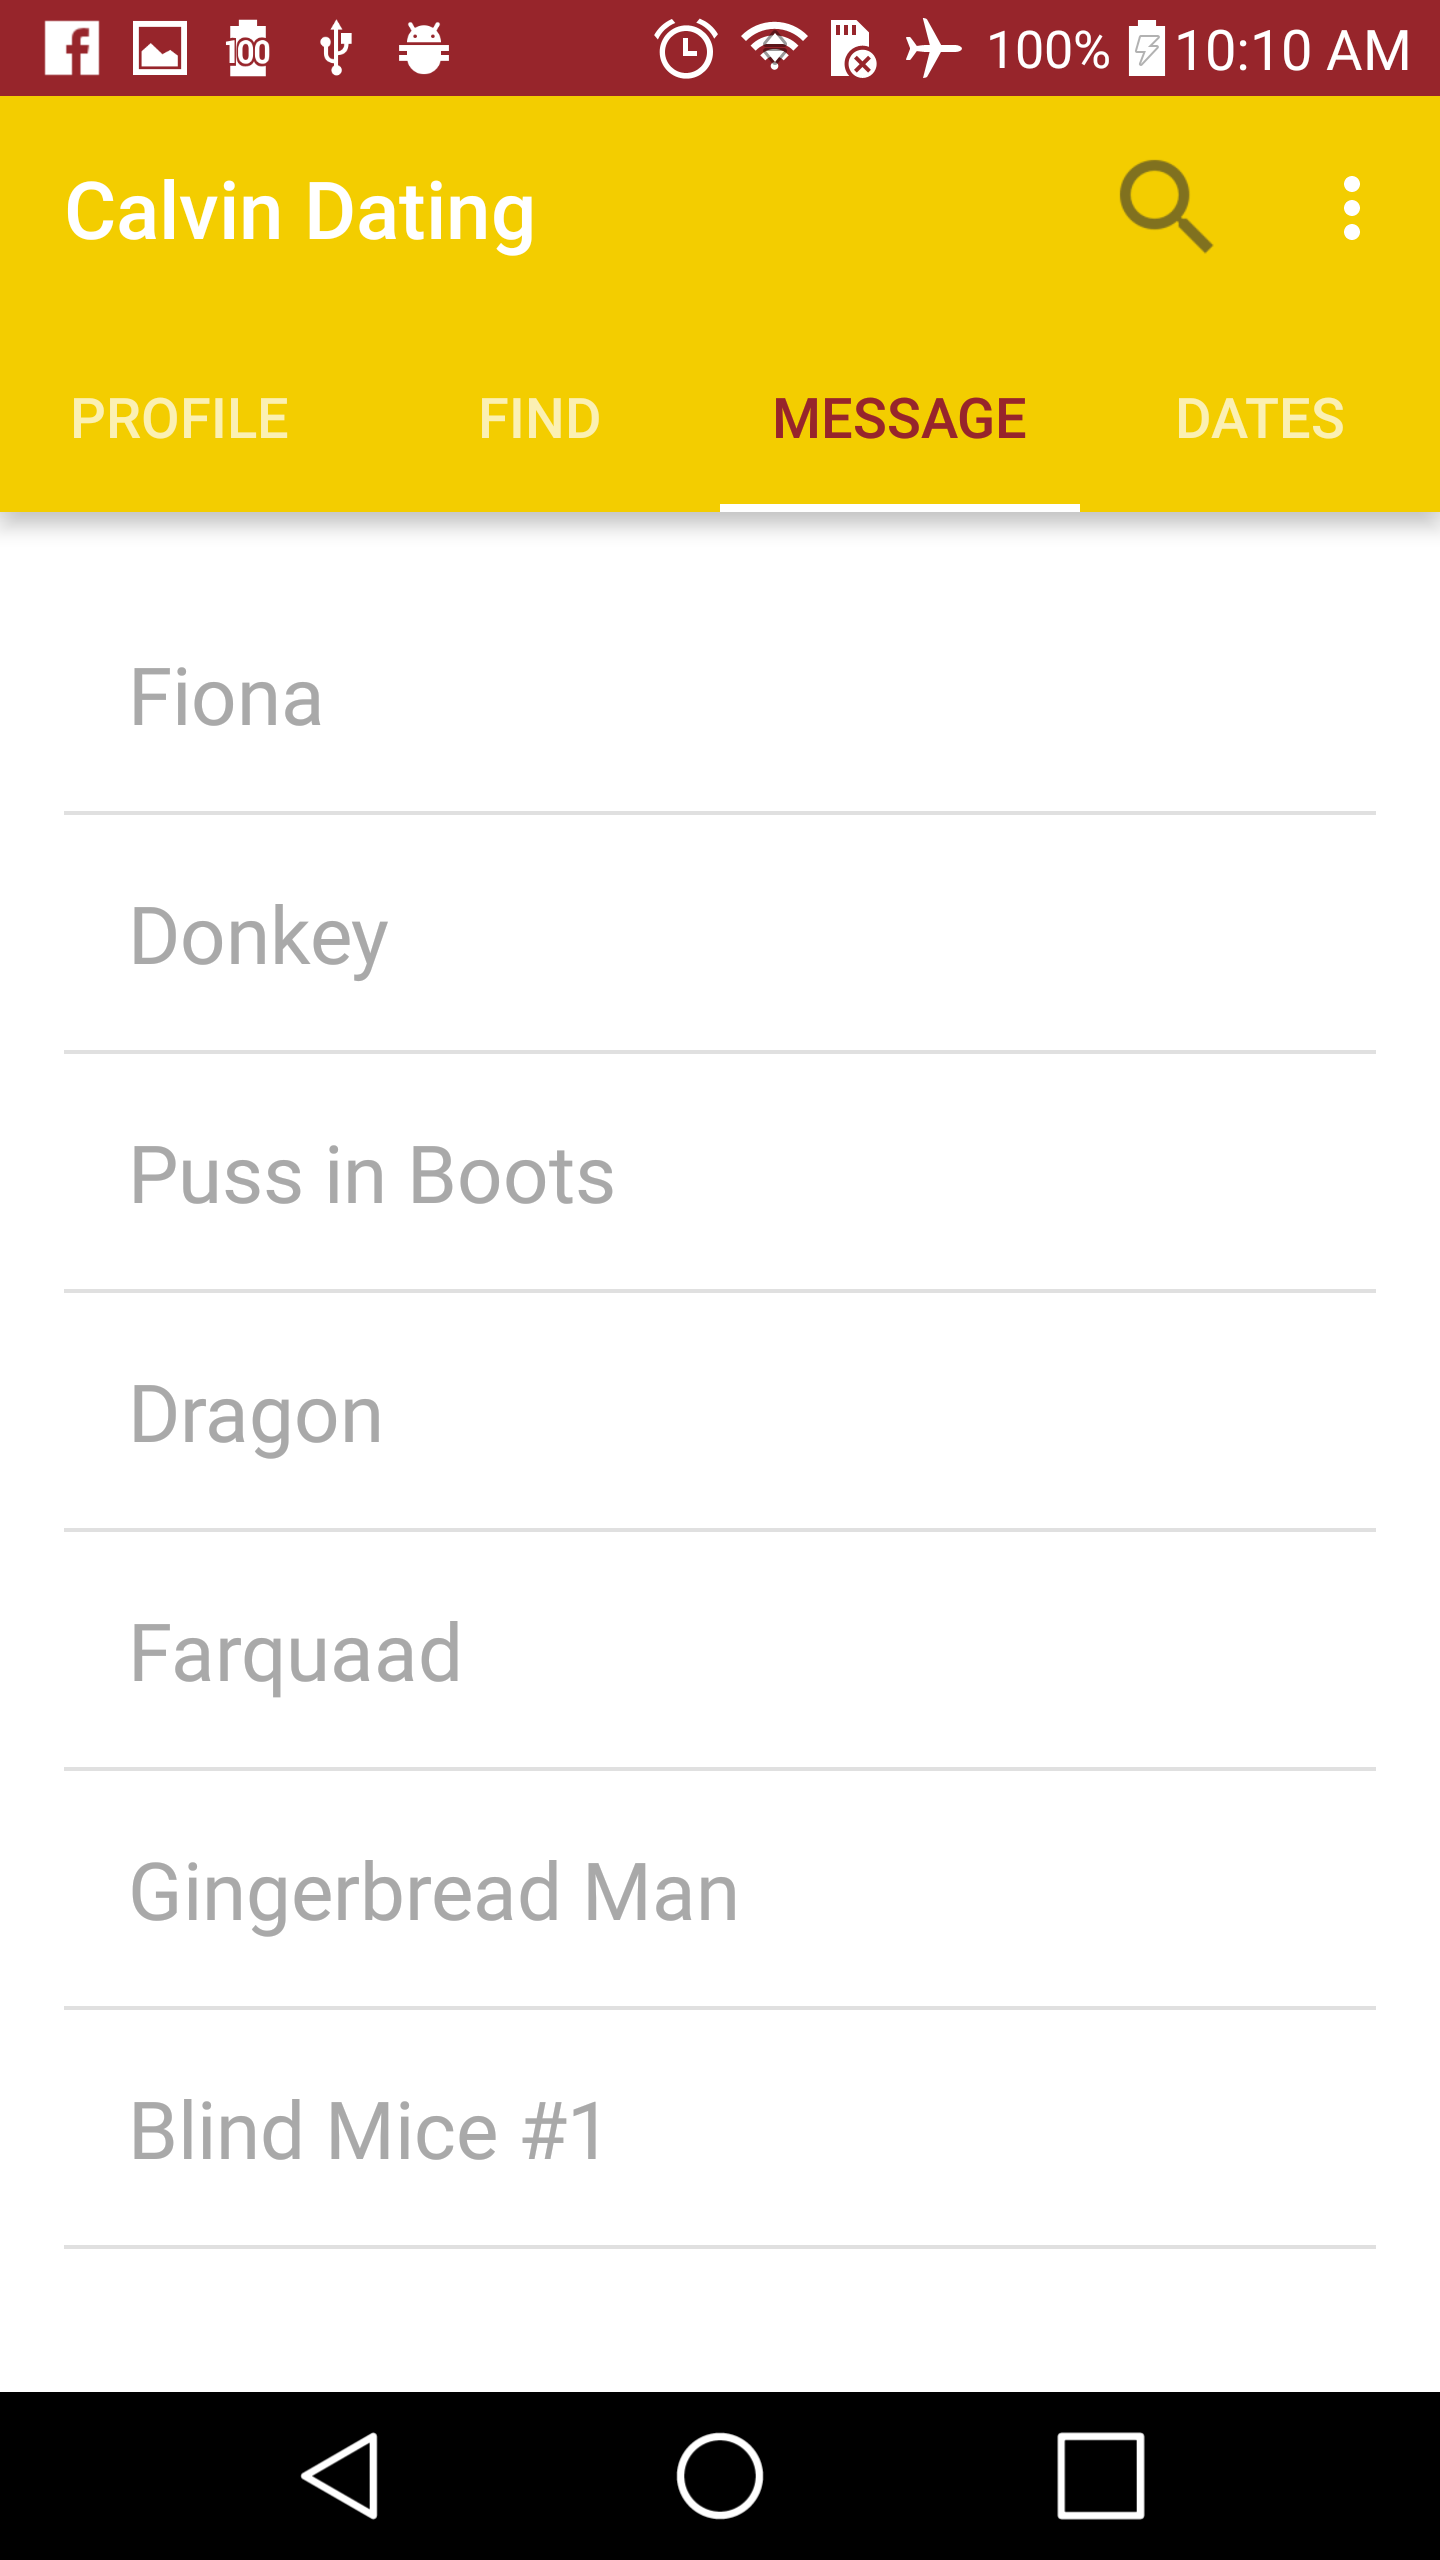 100
100%
10:10 AM
Calvin Dating
PROFILE
FIND
MESSAGE
DATES
Fiona
Donkey
Puss in Boots
Dragon
Farquaad
Gingerbread Man
Blind Mice #1